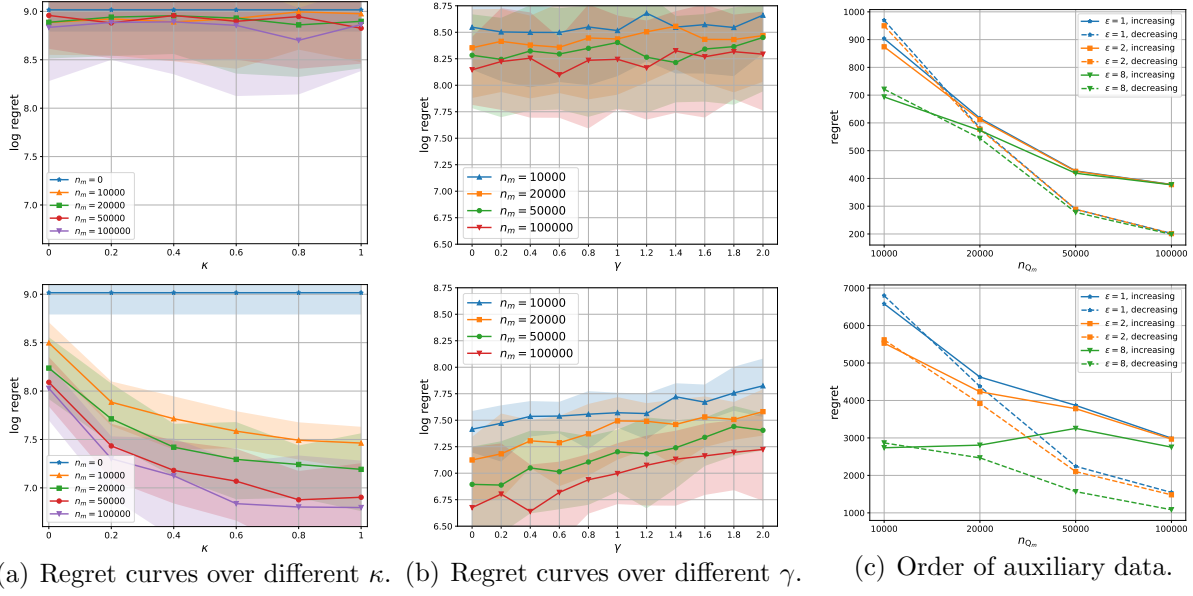 9.0
8.5
8.0
7.5
7.0
log regret
n_m = 0
n_m = 10000
n_m = 20000
n_m = 50000
n_m = 100000
0 0.2 0.4 0.6 0.8 1
κ
8.75
8.50
8.25
8.00
7.75
7.50
7.25
7.00
6.75
6.50
log regret
n_m = 10000
n_m = 20000
n_m = 50000
n_m = 100000
0 0.2 0.4 0.6 0.8 1 1.2 1.4 1.6 1.8 2.0
γ
1000
900
800
700
600
500
400
300
200
regret
ε = 1, increasing
ε = 1, decreasing
ε = 2, increasing
ε = 2, decreasing
ε = 8, increasing
ε = 8, decreasing
10000 20000 50000 100000
n_{Q_m}
9.0
8.5
8.0
7.5
7.0
log regret
n_m = 0
n_m = 10000
n_m = 20000
n_m = 50000
n_m = 100000
0 0.2 0.4 0.6 0.8 1
κ
8.75
8.50
8.25
8.00
7.75
7.50
7.25
7.00
6.75
6.50
log regret
n_m = 10000
n_m = 20000
n_m = 50000
n_m = 100000
0 0.2 0.4 0.6 0.8 1 1.2 1.4 1.6 1.8 2.0
γ
7000
6000
5000
4000
3000
2000
1000
regret
ε = 1, increasing
ε = 1, decreasing
ε = 2, increasing
ε = 2, decreasing
ε = 8, increasing
ε = 8, decreasing
10000 20000 50000 100000
n_{Q_m}
a) Regret curves over different κ.
(b) Regret curves over different γ.
(c) Order of auxiliary data.